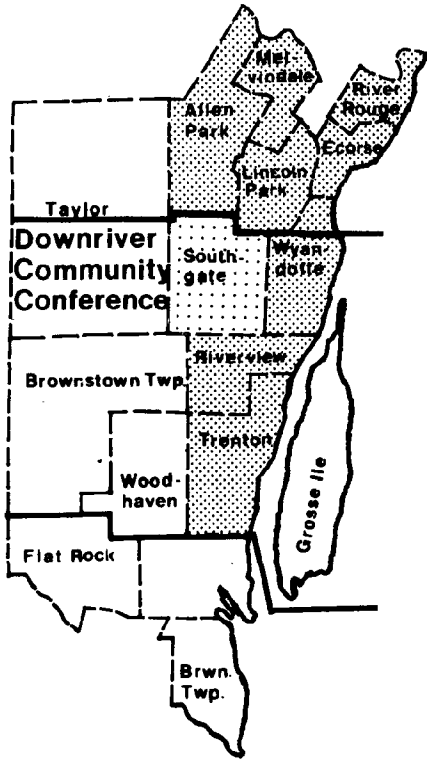 Mel-
vindale
River
Rouge
Allen
Park
Ecorse
Lincoln
Park
Taylor
Downriver
Community
Conference
South-
gate
Wyan-
dotte
Riverview
Brownstown Twp.
Trenton
Wood-
haven
Grosse Ile
Flat Rock
Brwn.
Twp.